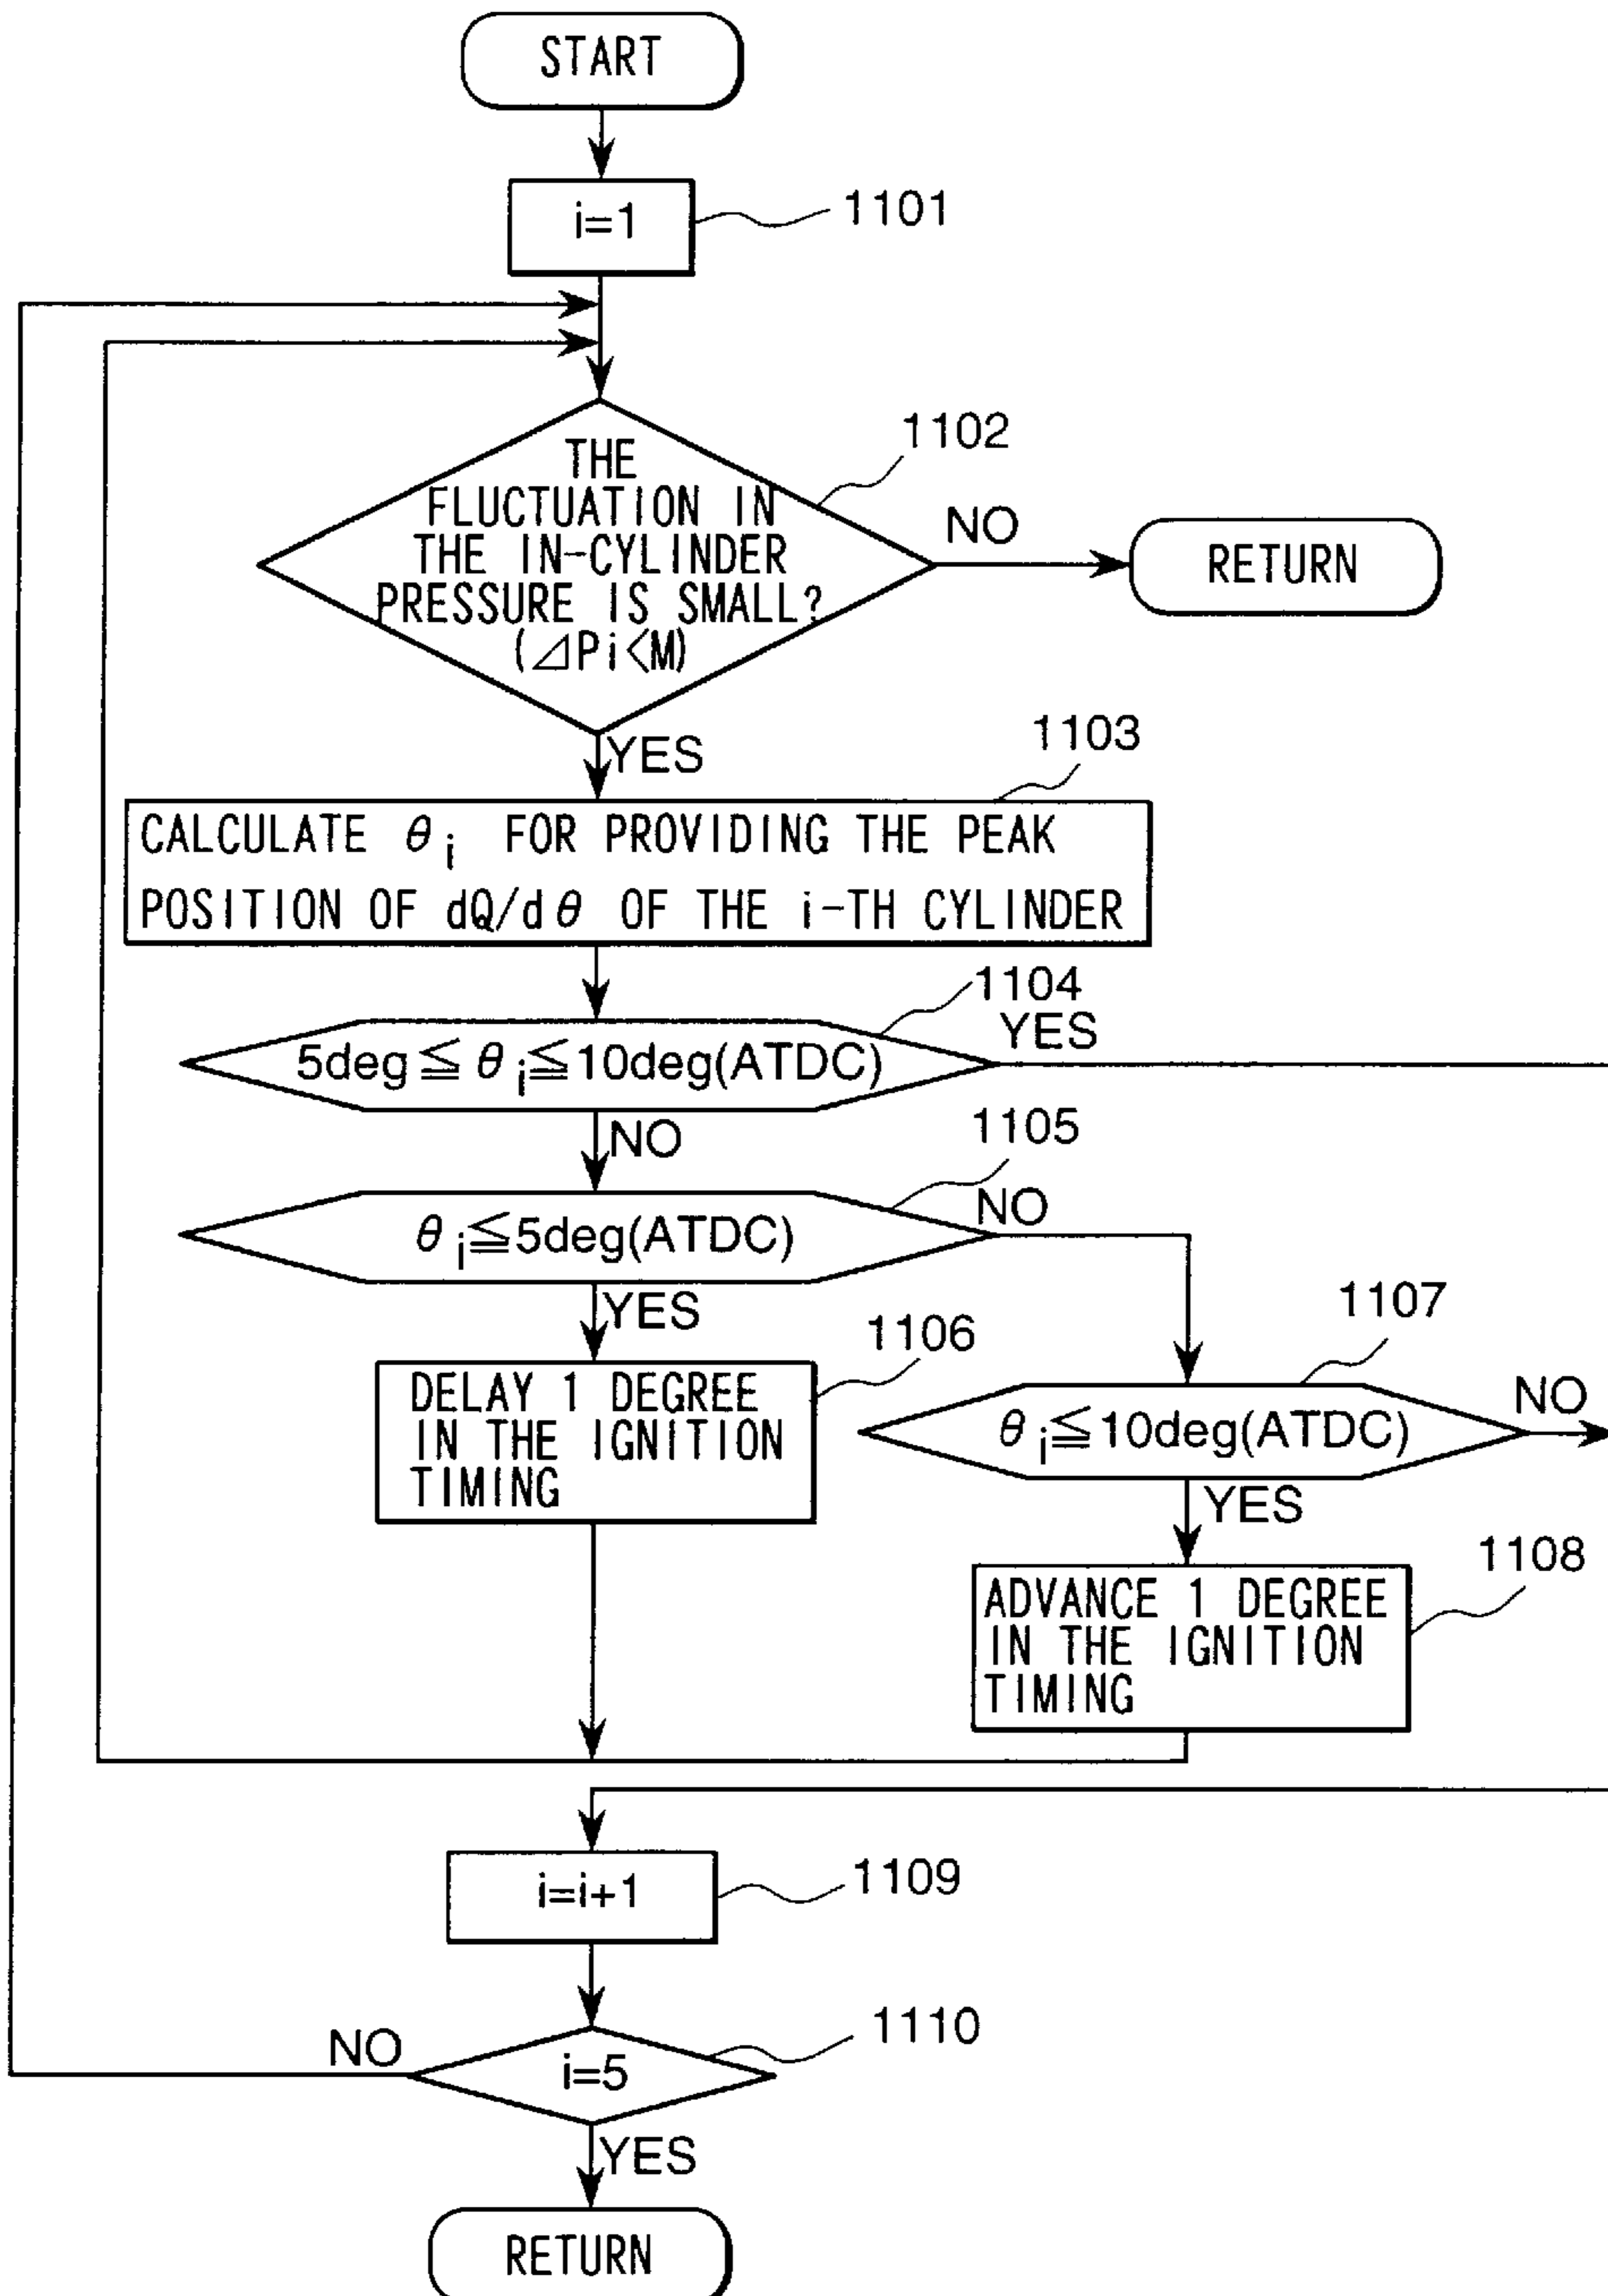 START
i=1
1101
1102
THE
FLUCTUATION IN
THE IN-CYLINDER
PRESSURE IS SMALL?
(⊿Pi<M)
NO
RETURN
YES
1103
CALCULATE θi FOR PROVIDING THE PEAK
POSITION OF dQ/dθ OF THE i-TH CYLINDER
1104
YES
5deg≦θi≦10deg(ATDC)
NO
1105
NO
θi≦5deg(ATDC)
YES
1106
1107
DELAY 1 DEGREE
IN THE IGNITION
TIMING
NO
θi≦10deg(ATDC)
YES
1108
ADVANCE 1 DEGREE
IN THE IGNITION
TIMING
i=i+1
1109
1110
NO
i=5
YES
RETURN